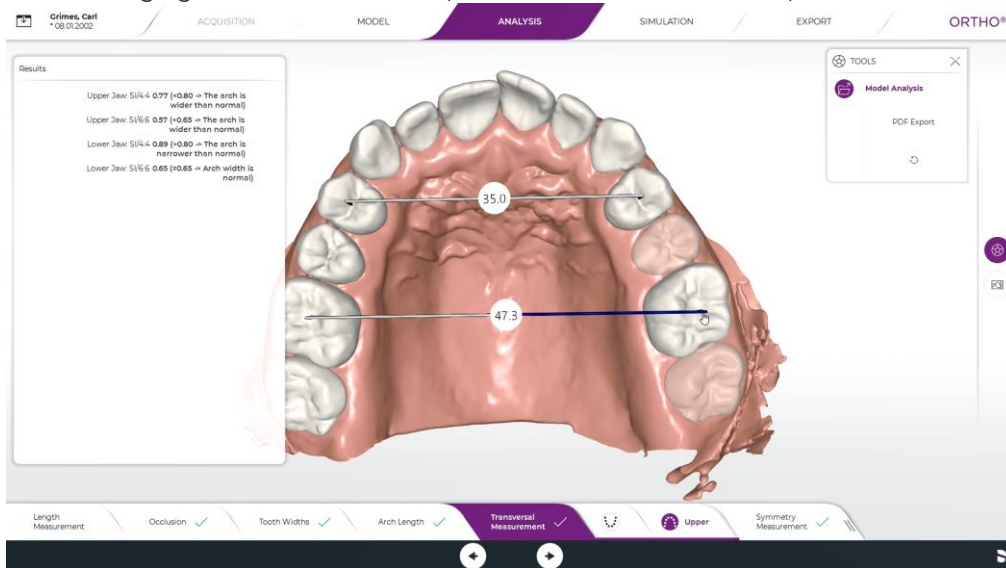 Grimes, Carl
* 08.01.2002
ACQUISITION
MODEL
ANALYSIS
SIMULATION
EXPORT
ORTHO®
Results
Upper Jaw: SI/4:4 0.77 (<0.80 -> The arch is
wider than normal)
Upper Jaw: SI/6:6 0.57 (<0.65 -> The arch is
wider than normal)
Lower Jaw: SI/4:4 0.89 (>0.80 -> The arch is
narrower than normal)
Lower Jaw: SI/6:6 0.65 (=0.65 -> Arch width is
normal)
TOOLS
Model Analysis
PDF Export
35.0
47.3
Length
Measurement
Occlusion
Tooth Widths
Arch Length
Transversal
Measurement
Upper
Symmetry
Measurement